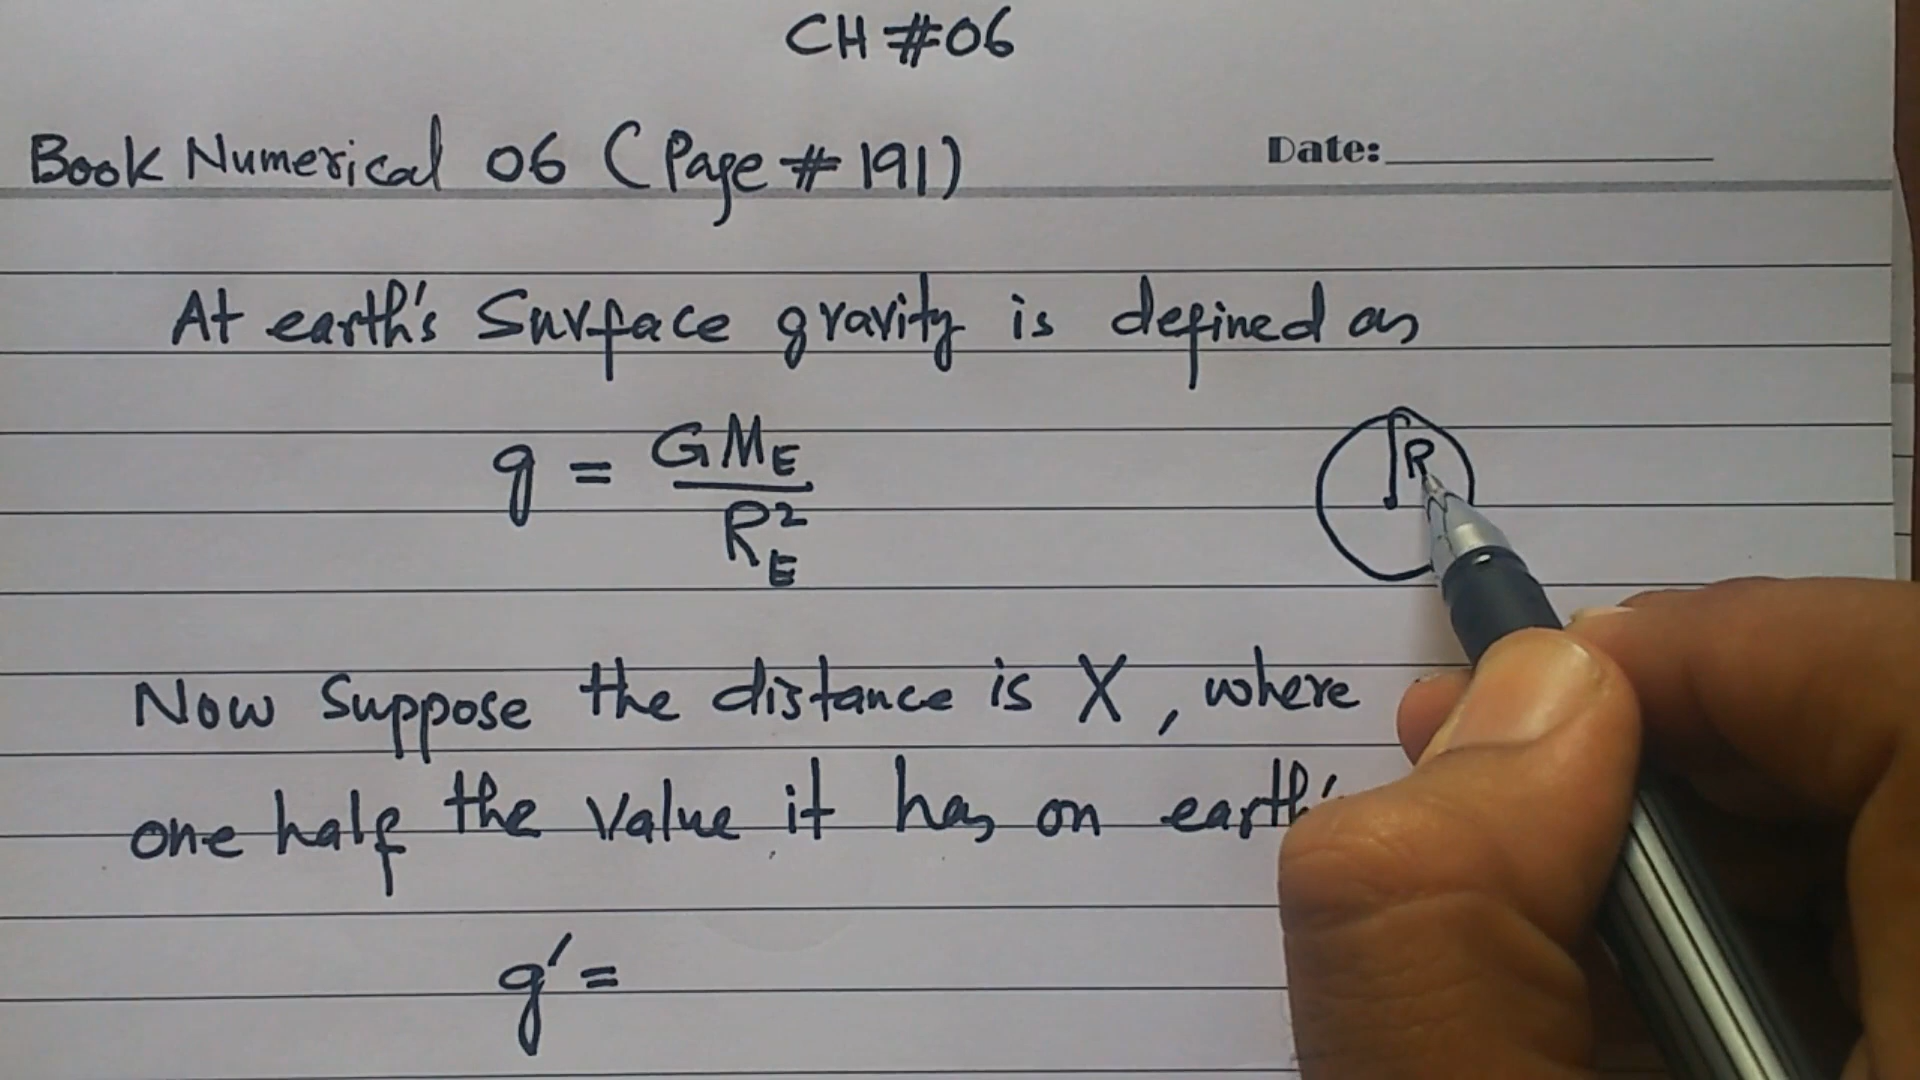 CH #06
Book Numerical 06 (Page # 191)
Date:
At earth's Surface gravity is defined as
g = GM_E / R_E^2
R
Now Suppose the distance is X, where
one half the value it has on earth's
g' =